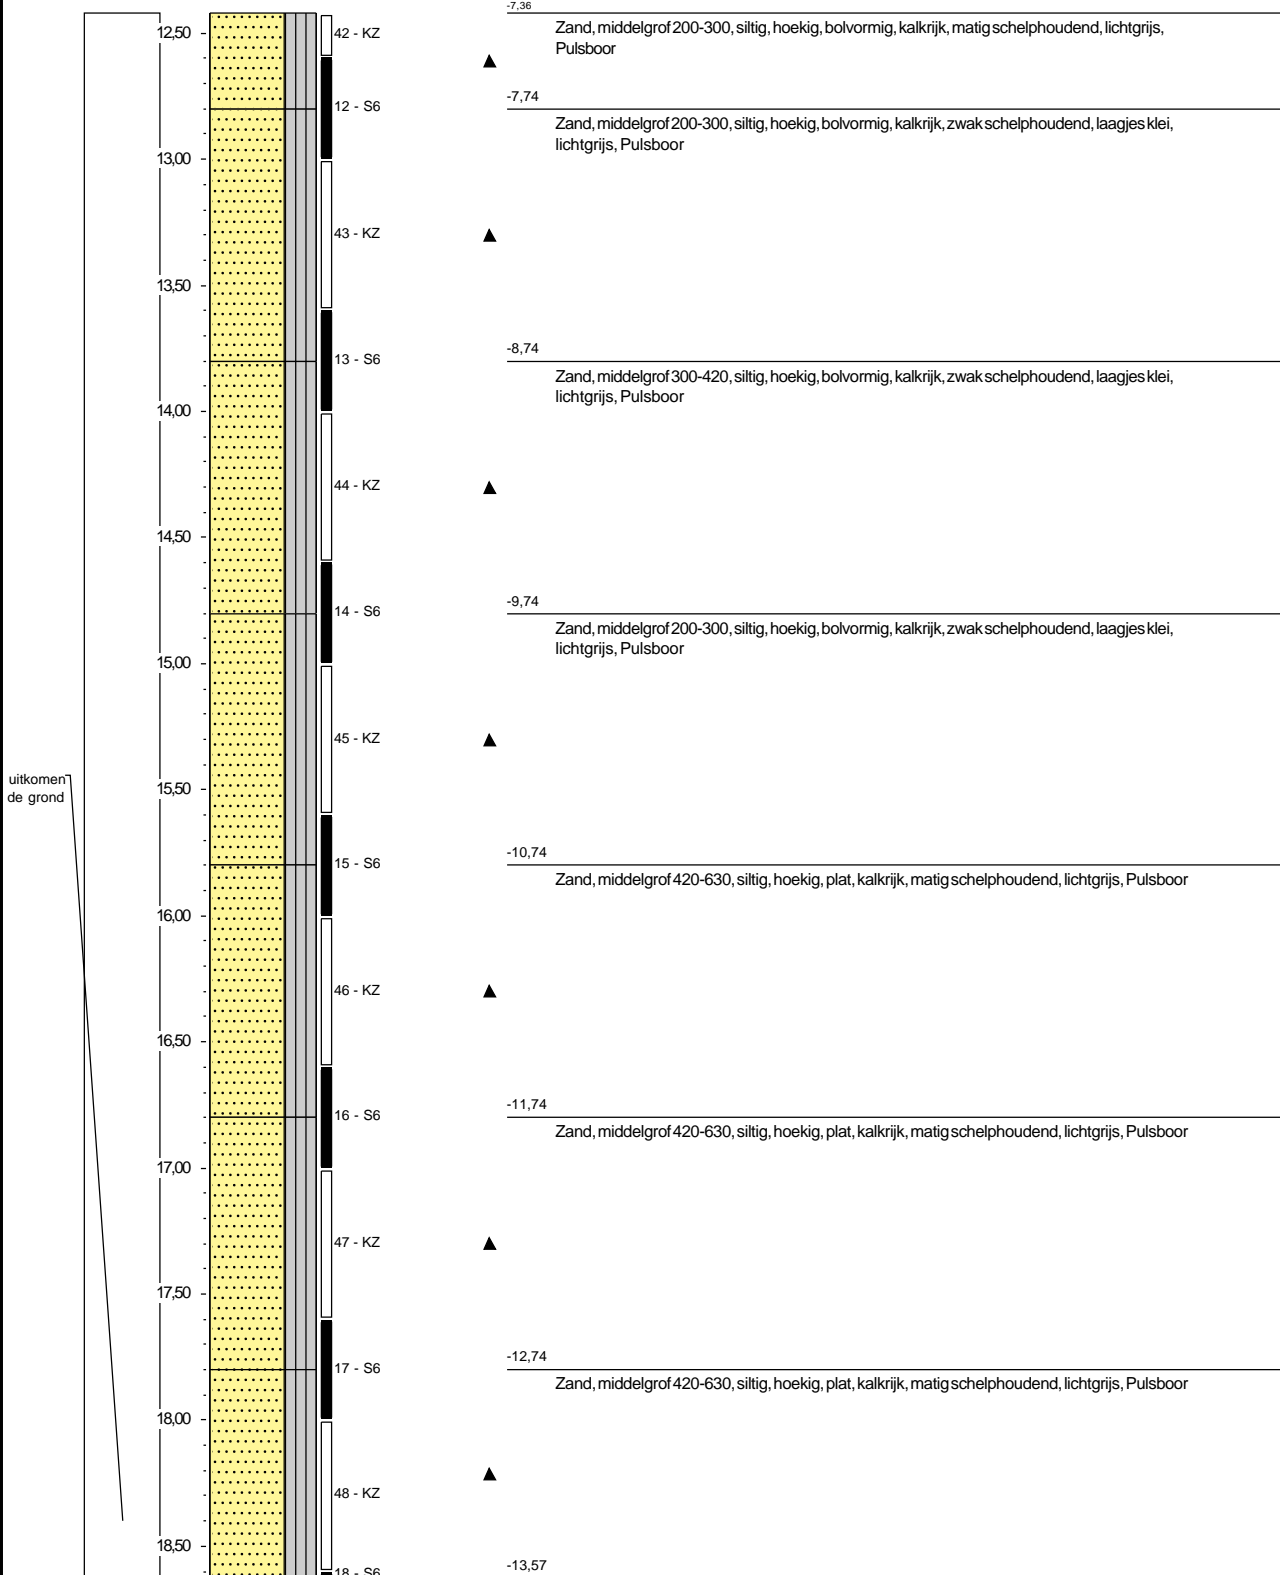 -7,36
12,50
42 - KZ
Zand, middelgrof 200-300, siltig, hoekig, bolvormig, kalkrijk, matig schelphoudend, lichtgrijs,
Pulsboor
-7,74
12 - S6
Zand, middelgrof 200-300, siltig, hoekig, bolvormig, kalkrijk, zwak schelphoudend, laagjes klei,
lichtgrijs, Pulsboor
13,00
43 - KZ
13,50
-8,74
13 - S6
Zand, middelgrof 300-420, siltig, hoekig, bolvormig, kalkrijk, zwak schelphoudend, laagjes klei,
lichtgrijs, Pulsboor
14,00
44 - KZ
14,50
-9,74
14 - S6
Zand, middelgrof 200-300, siltig, hoekig, bolvormig, kalkrijk, zwak schelphoudend, laagjes klei,
lichtgrijs, Pulsboor
15,00
45 - KZ
uitkomen
de grond
15,50
-10,74
15 - S6
Zand, middelgrof 420-630, siltig, hoekig, plat, kalkrijk, matig schelphoudend, lichtgrijs, Pulsboor
16,00
46 - KZ
16,50
-11,74
16 - S6
Zand, middelgrof 420-630, siltig, hoekig, plat, kalkrijk, matig schelphoudend, lichtgrijs, Pulsboor
17,00
47 - KZ
17,50
-12,74
17 - S6
Zand, middelgrof 420-630, siltig, hoekig, plat, kalkrijk, matig schelphoudend, lichtgrijs, Pulsboor
18,00
48 - KZ
18,50
-13,57
18 - S6